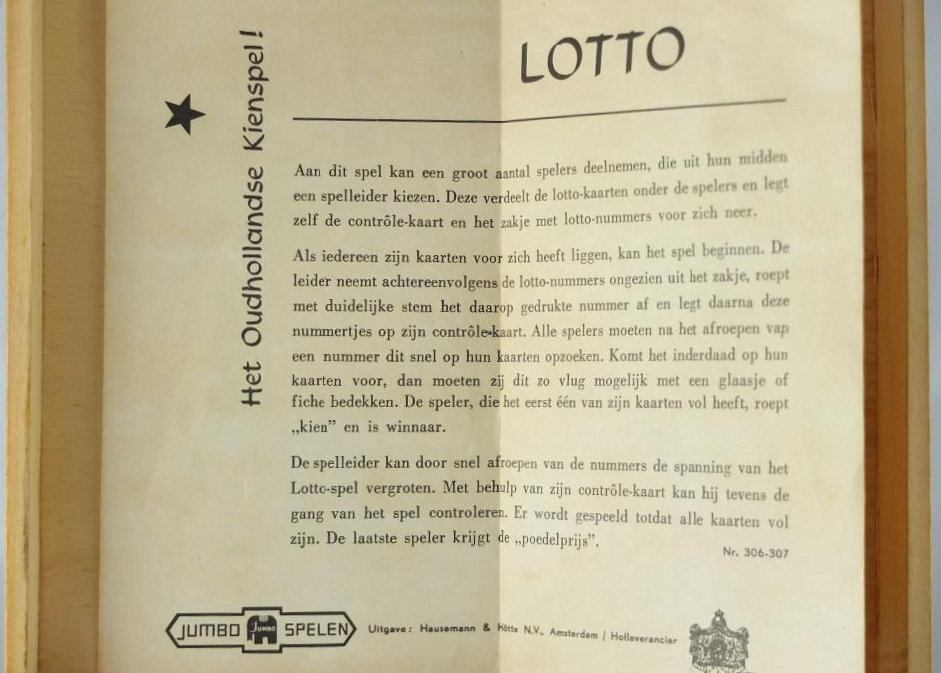 LOTTO
Het Oudhollandse Kienspel!
Aan dit spel kan een groot aantal spelers deelnemen, die uit hun midden
een spelleider kiezen. Deze verdeelt de lotto-kaarten onder de spelers en legt
zelf de contrôle-kaart en het zakje met lotto-nummers voor zich neer.
Als iedereen zijn kaarten voor zich heeft liggen, kan het spel beginnen. De
leider neemt achtereenvolgens de lotto-nummers ongezien uit het zakje, roept
met duidelijke stem het daarop gedrukte nummer af en legt daarna deze
nummertjes op zijn contrôle-kaart. Alle spelers moeten na het afroepen van
een nummer dit snel op hun kaarten opzoeken. Komt het inderdaad op hun
kaarten voor, dan moeten zij dit zo vlug mogelijk met een glaasje of
fiche bedekken. De speler, die het eerst één van zijn kaarten vol heeft, roept
„kien” en is winnaar.
De spelleider kan door snel afroepen van de nummers de spanning van het
Lotto-spel vergroten. Met behulp van zijn contrôle-kaart kan hij tevens de
gang van het spel controleren. Er wordt gespeeld totdat alle kaarten vol
zijn. De laatste speler krijgt de „poedelprijs”.
Nr. 306-307
JUMBO JUMBO SPELEN
Uitgave: Hausemann & Hötte N.V., Amsterdam / Hofleverancier